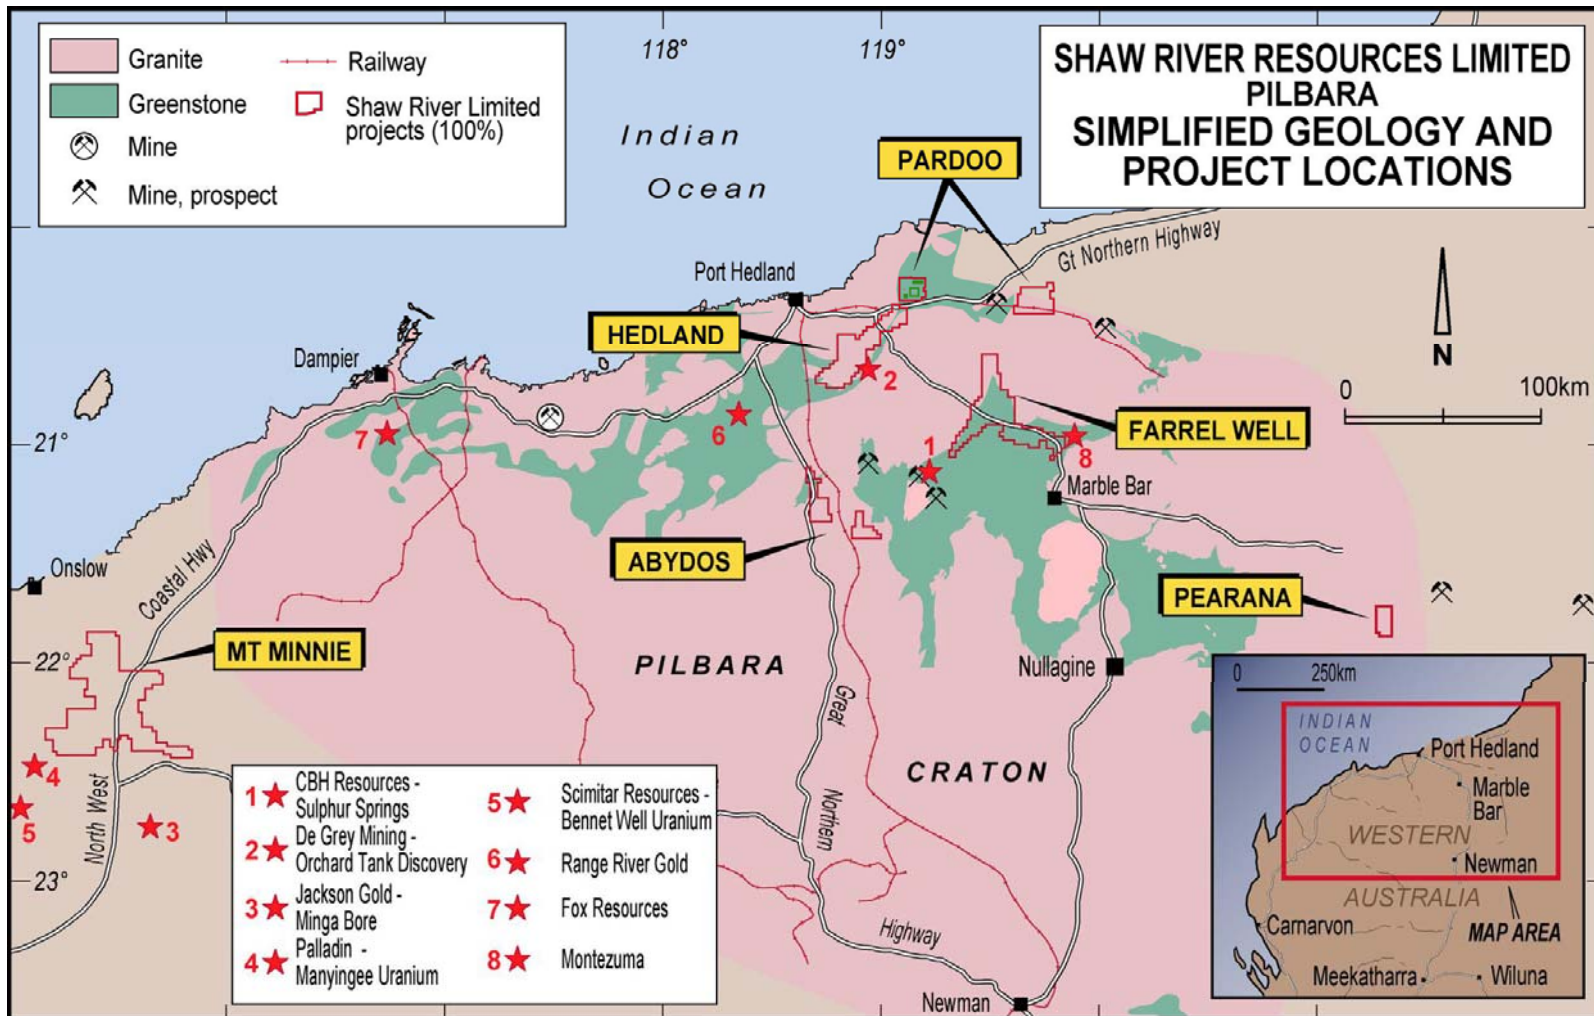 Granite
Greenstone
Mine
Mine, prospect
Railway
Shaw River Limited
projects (100%)
118°
119°
SHAW RIVER RESOURCES LIMITED
PILBARA
SIMPLIFIED GEOLOGY AND
PROJECT LOCATIONS
Indian
Ocean
PARDOO
Gt Northern Highway
Port Hedland
HEDLAND
Dampier
2
N
0
100km
6
7
FARREL WELL
21°
1
8
Marble Bar
ABYDOS
Onslow
Coastal Hwy
PEARANA
MT MINNIE
22°
PILBARA
Nullagine
Great
4
5
3
North West
CRATON
Northern
23°
Highway
Newman
1 CBH Resources -
Sulphur Springs
2 De Grey Mining -
Orchard Tank Discovery
3 Jackson Gold -
Minga Bore
4 Palladin -
Manyingee Uranium
5 Scimitar Resources -
Bennet Well Uranium
6 Range River Gold
7 Fox Resources
8 Montezuma
0
250km
INDIAN
OCEAN
Port Hedland
Marble
Bar
WESTERN
Newman
AUSTRALIA
Carnarvon
MAP AREA
Meekatharra
Wiluna